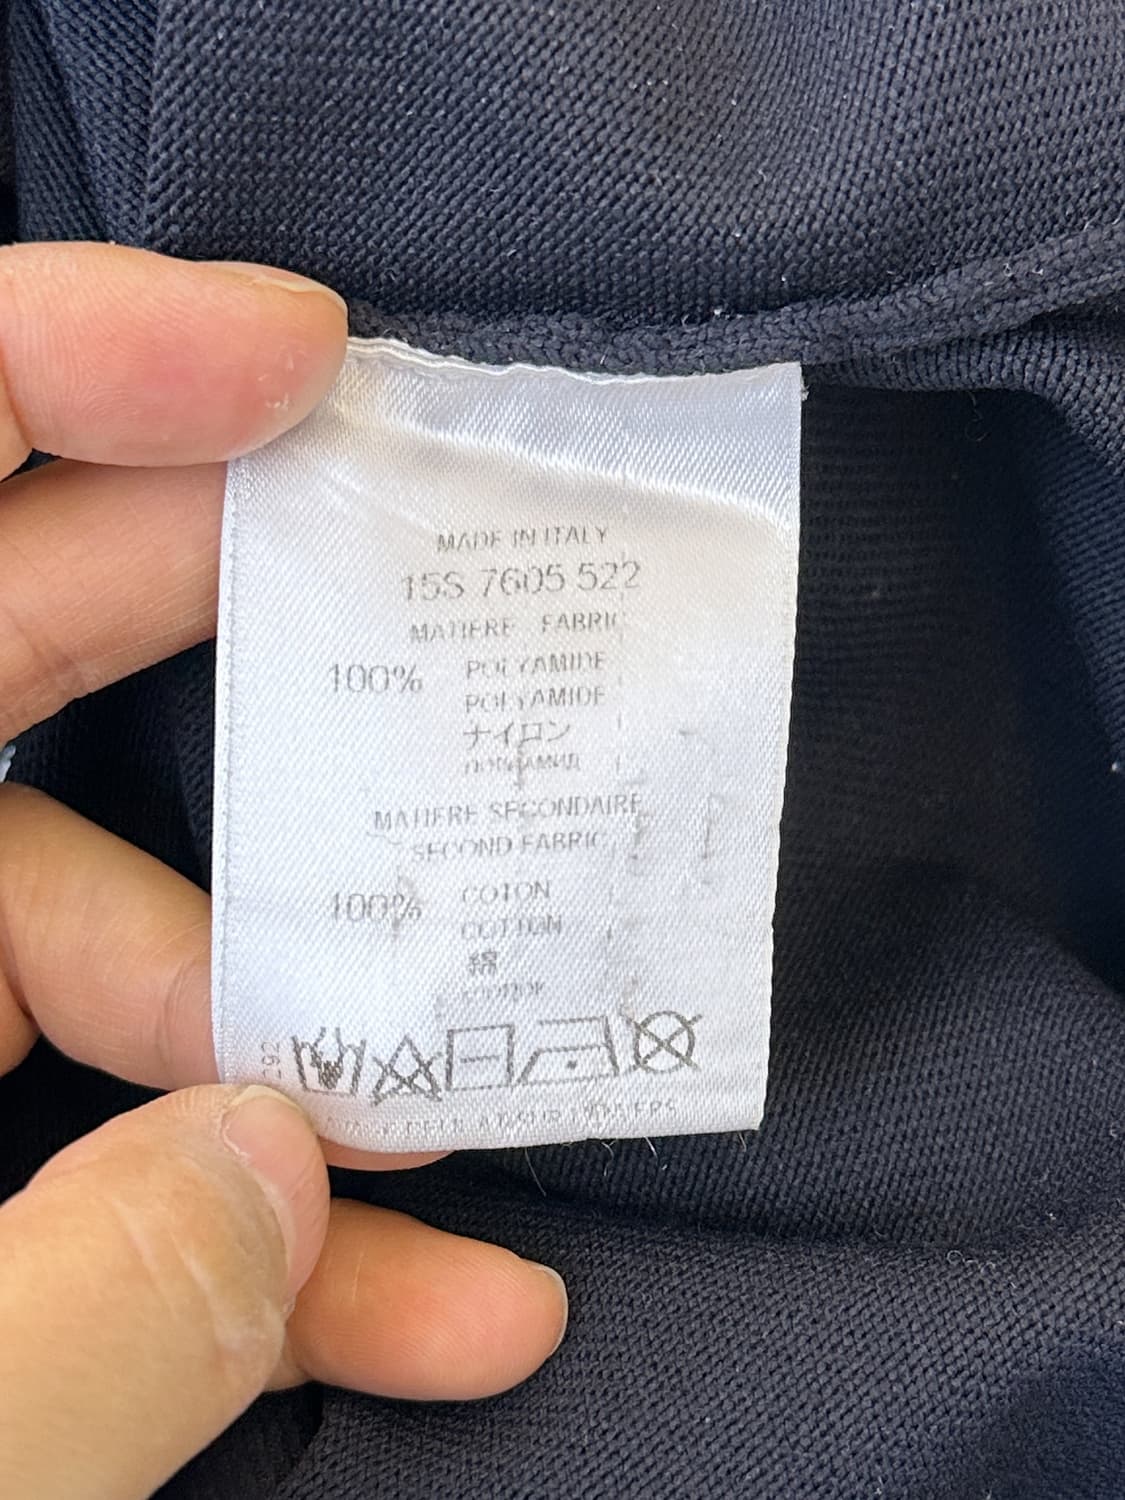 MADE IN ITALY
15S 7605 522
MATIERE FABRIC
100% POLYAMIDE
POLYAMIDE
ナイロン
ПОЛИАМИД
MATIERE SECONDAIRE
SECOND FABRIC
100% COTON
COTTON
綿